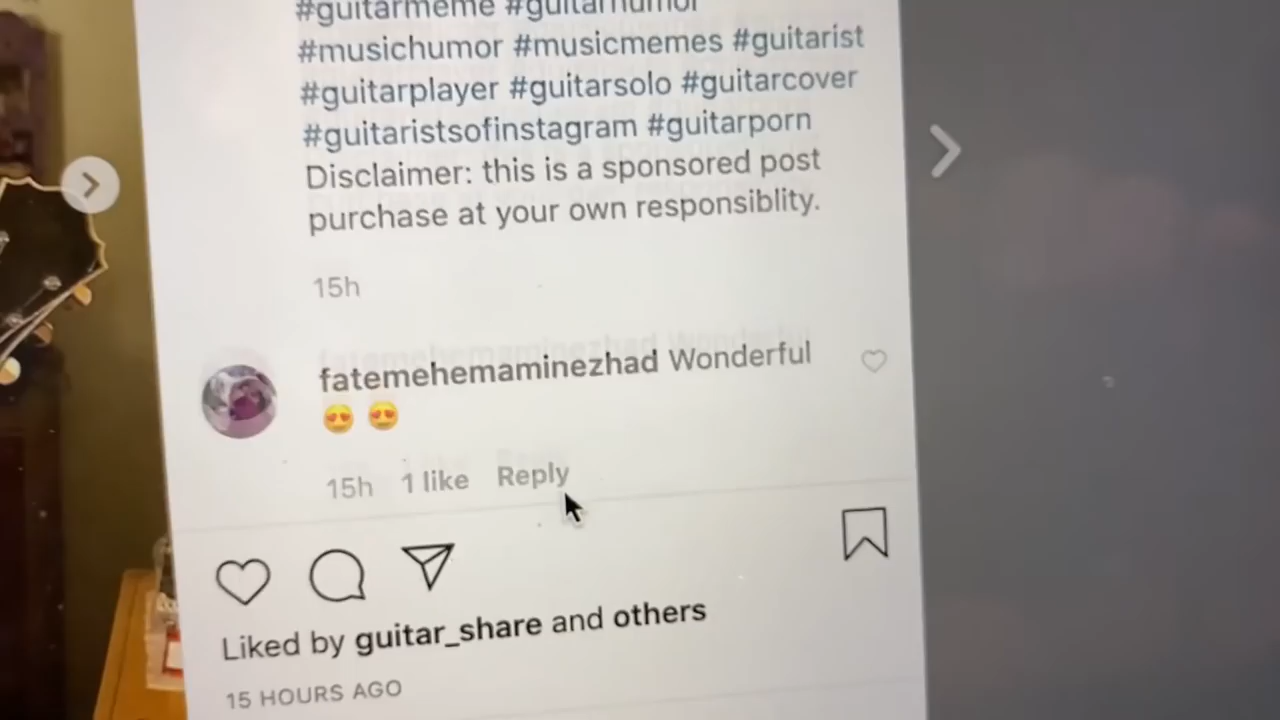 #guitarmeme #guitarhumor
#musichumor #musicmemes #guitarist
#guitarplayer #guitarsolo #guitarcover
#guitaristsofinstagram #guitarporn
Disclaimer: this is a sponsored post
purchase at your own responsiblity.
15h
fatemehemaminezhad Wonderful
😍 😍
15h 1 like Reply
Liked by guitar_share and others
15 HOURS AGO